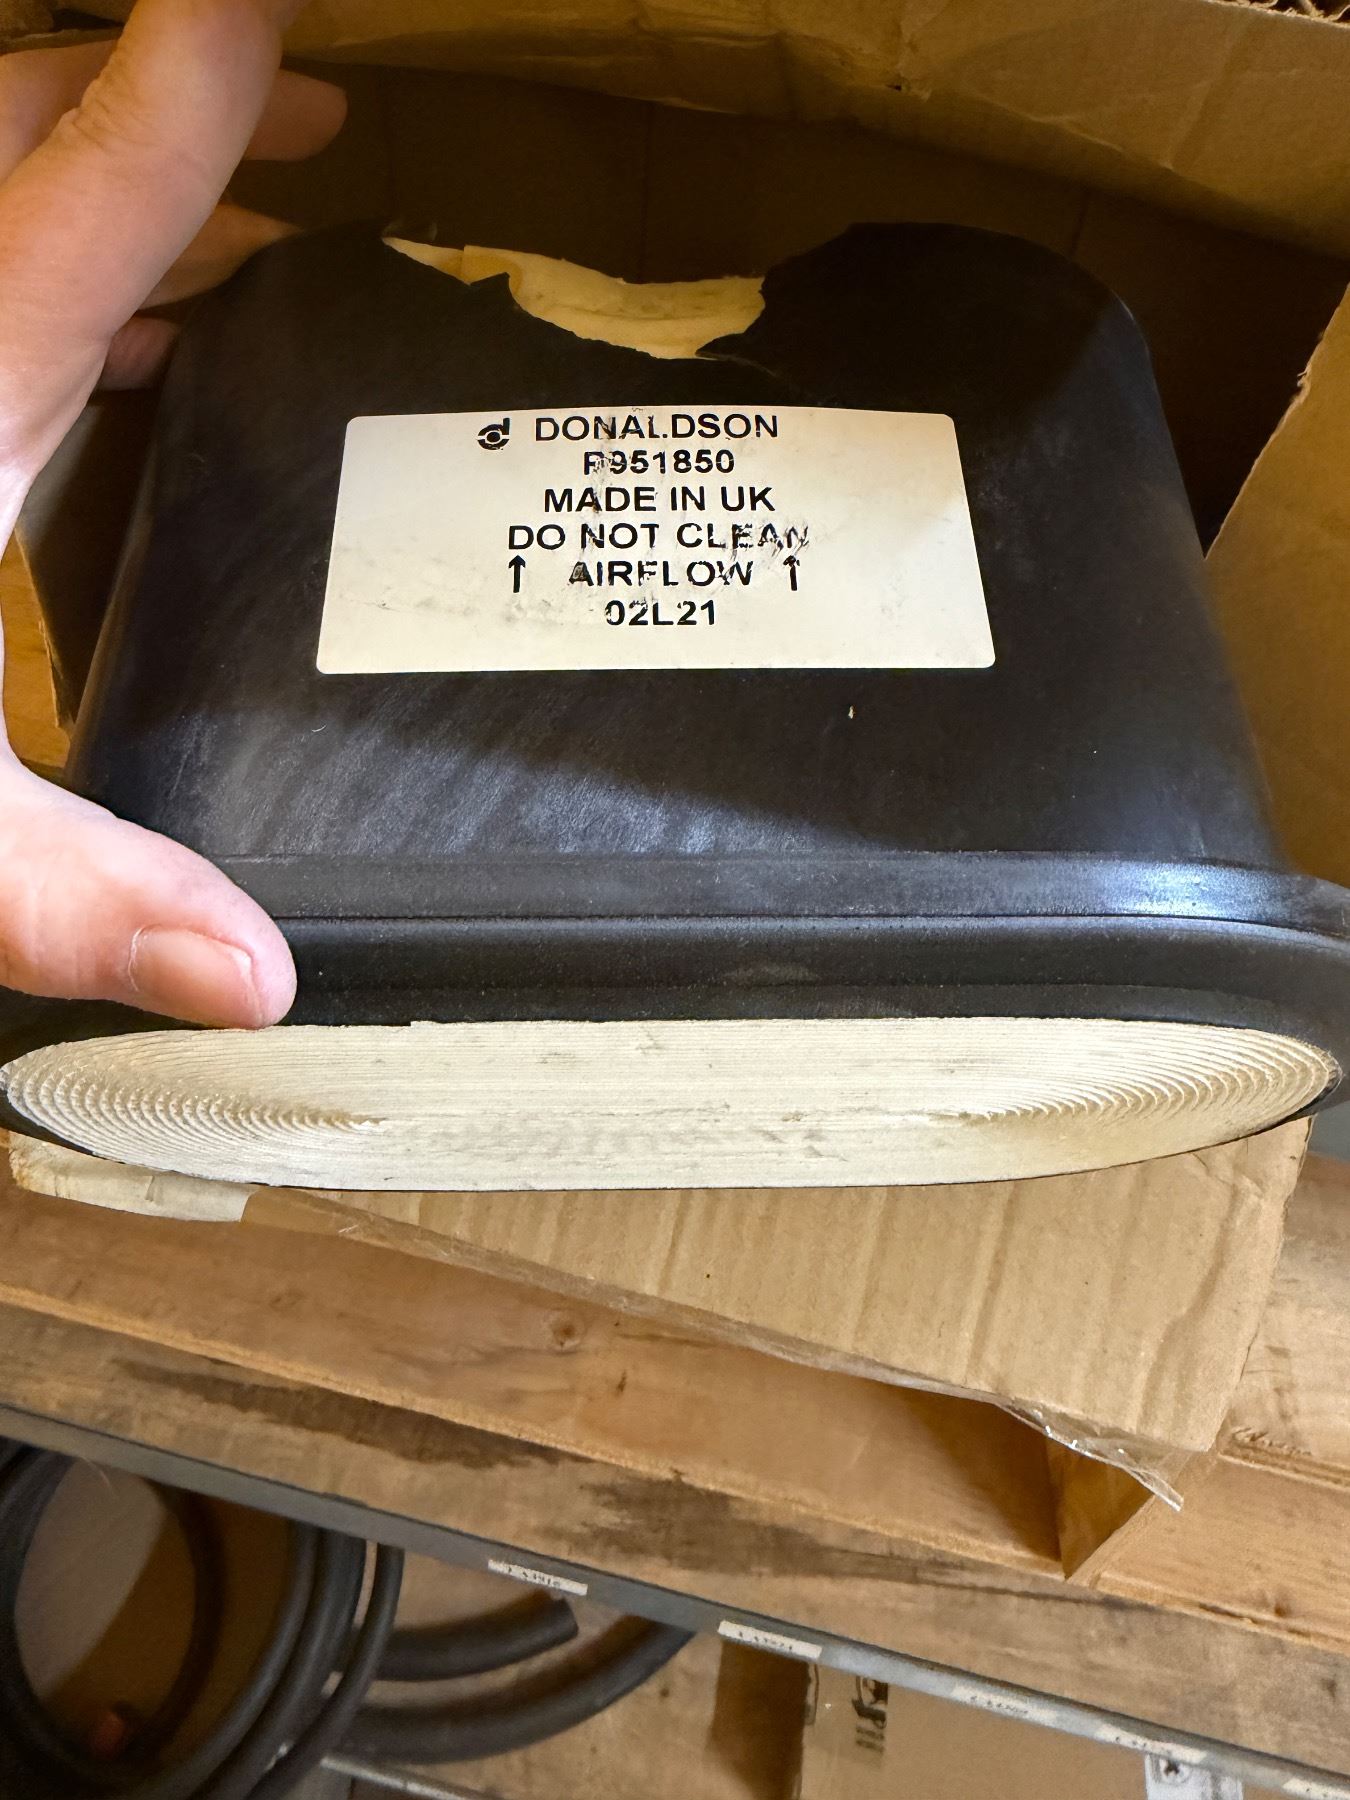 DONALDSON
P951850
MADE IN UK
DO NOT CLEAN
↑ AIRFLOW ↑
02L21